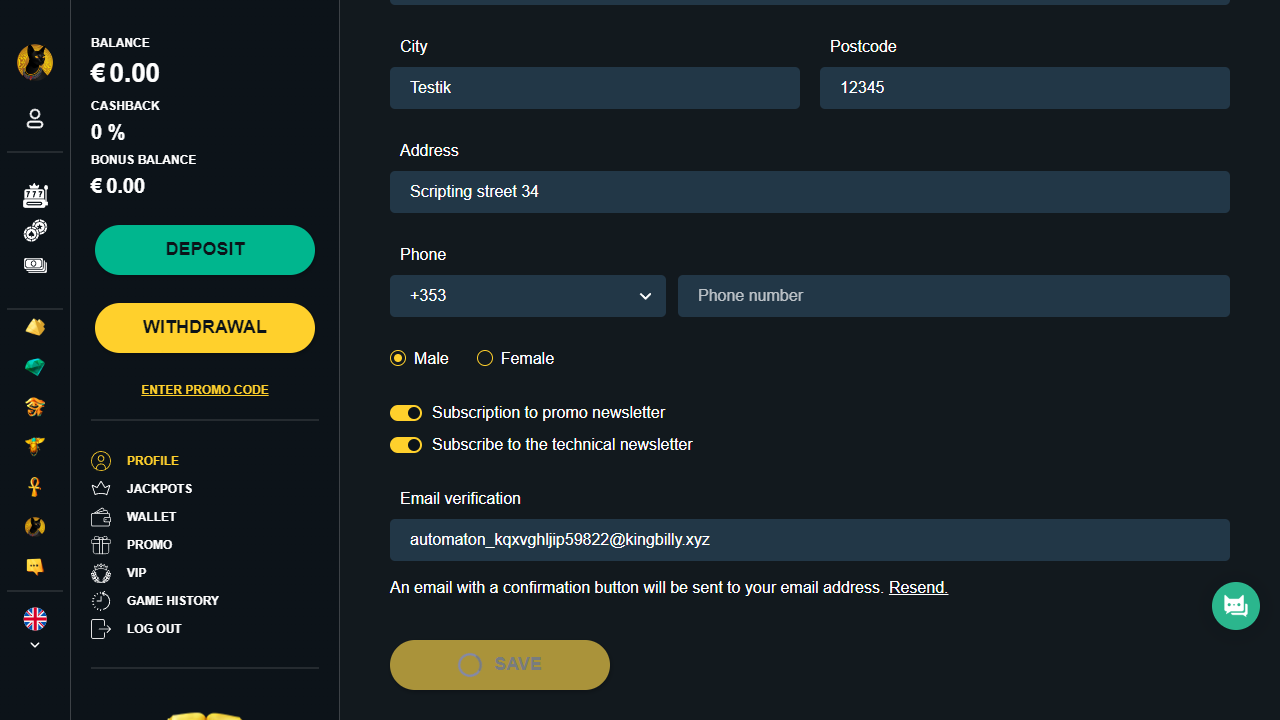 BALANCE
€ 0.00
CASHBACK
0 %
BONUS BALANCE
€ 0.00
DEPOSIT
WITHDRAWAL
ENTER PROMO CODE
PROFILE
JACKPOTS
WALLET
PROMO
VIP
GAME HISTORY
LOG OUT
City
Postcode
Testik
12345
Address
Scripting street 34
Phone
+353
Phone number
Male
Female
Subscription to promo newsletter
Subscribe to the technical newsletter
Email verification
automaton_kqxvghljip59822@kingbilly.xyz
An email with a confirmation button will be sent to your email address. Resend.
SAVE